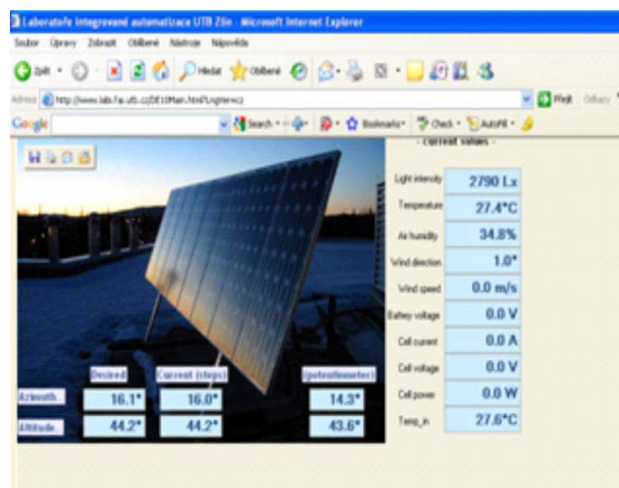 Laboratoře integrované automatizace UTB Zlín - Microsoft Internet Explorer
Soubor Úpravy Zobrazit Oblíbené Nástroje Nápověda
Zpět Hledat Oblíbené
Adresa Přejít Odkazy
Google Search Bookmarks Check AutoFill
- current values -
Light intensity 2790 Lx
Temperature 27.4°C
Air humidity 34.8%
Wind direction 1.0°
Wind speed 0.0 m/s
Battery voltage 0.0 V
Cell current 0.0 A
Cell voltage 0.0 V
Cell power 0.0 W
Temp_in 27.6°C
Desired Current (steps) (potentiometer)
Azimuth 16.1° 16.0° 14.3°
Altitude 44.2° 44.2° 43.6°